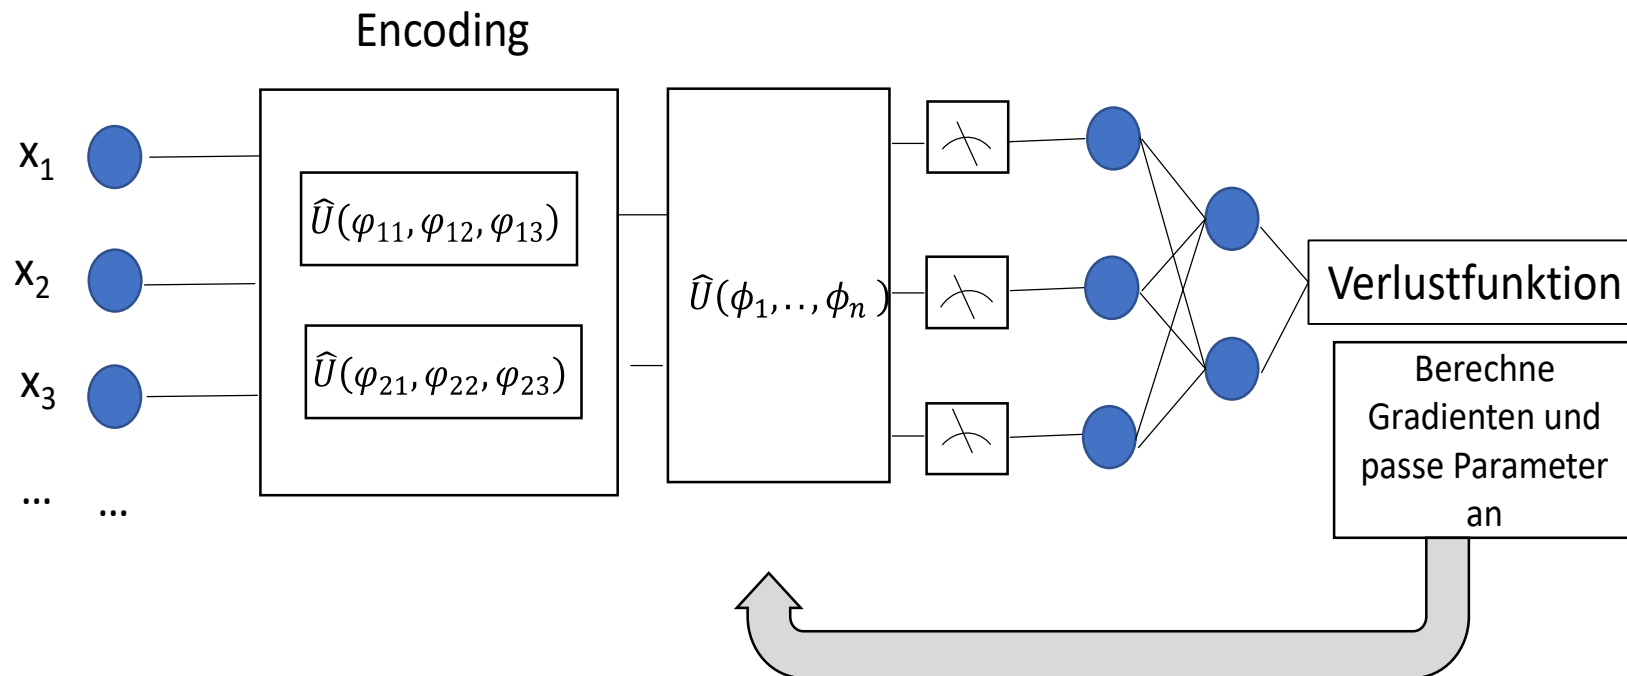 Encoding
x₁
x₂
x₃
...
...
Û(φ₁₁, φ₁₂, φ₁₃)
Û(φ₂₁, φ₂₂, φ₂₃)
Û(ϕ₁,..,ϕₙ)
Verlustfunktion
Berechne
Gradienten und
passe Parameter
an